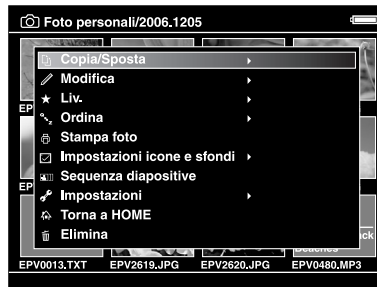 Foto personali/2006.1205
Copia/Sposta
Modifica
Liv.
Ordina
Stampa foto
Impostazioni icone e sfondi
Sequenza diapositive
Impostazioni
Torna a HOME
Elimina
EPV0013.TXT EPV2619.JPG EPV2620.JPG EPV0480.MP3